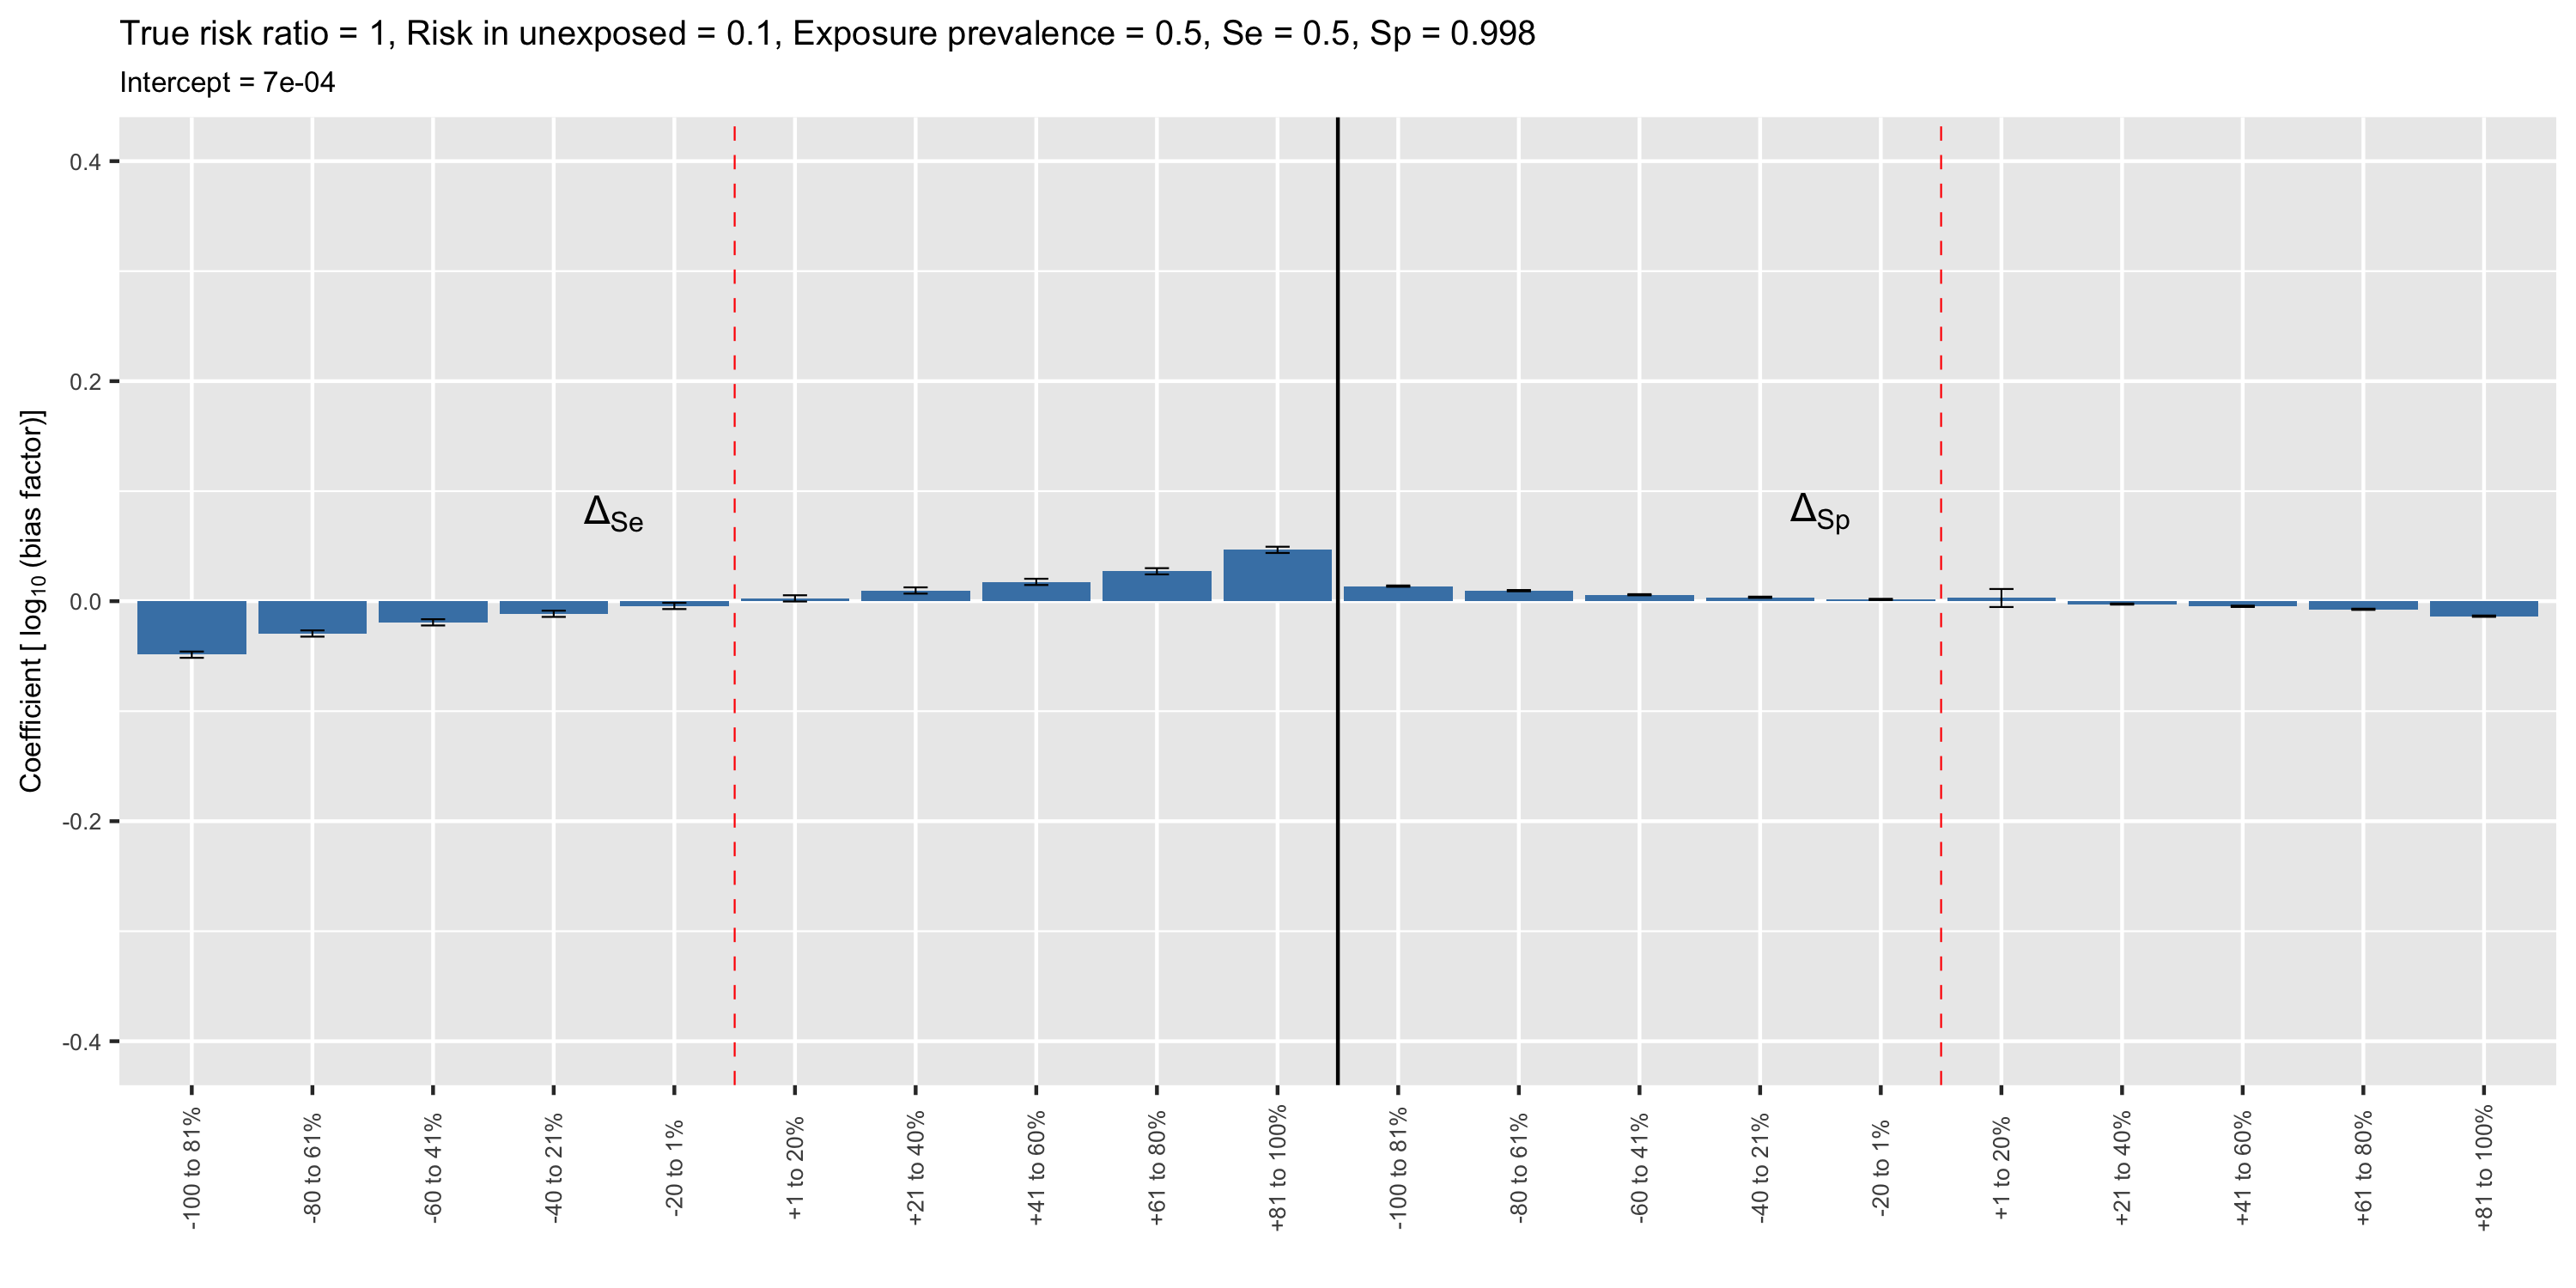 True risk ratio = 1, Risk in unexposed = 0.1, Exposure prevalence = 0.5, Se = 0.5, Sp = 0.998
Intercept = 7e-04
Coefficient [ log10 (bias factor)]
0.4
0.2
0.0
-0.2
-0.4
ΔSe
ΔSp
-100 to 81%
-80 to 61%
-60 to 41%
-40 to 21%
-20 to 1%
+1 to 20%
+21 to 40%
+41 to 60%
+61 to 80%
+81 to 100%
-100 to 81%
-80 to 61%
-60 to 41%
-40 to 21%
-20 to 1%
+1 to 20%
+21 to 40%
+41 to 60%
+61 to 80%
+81 to 100%